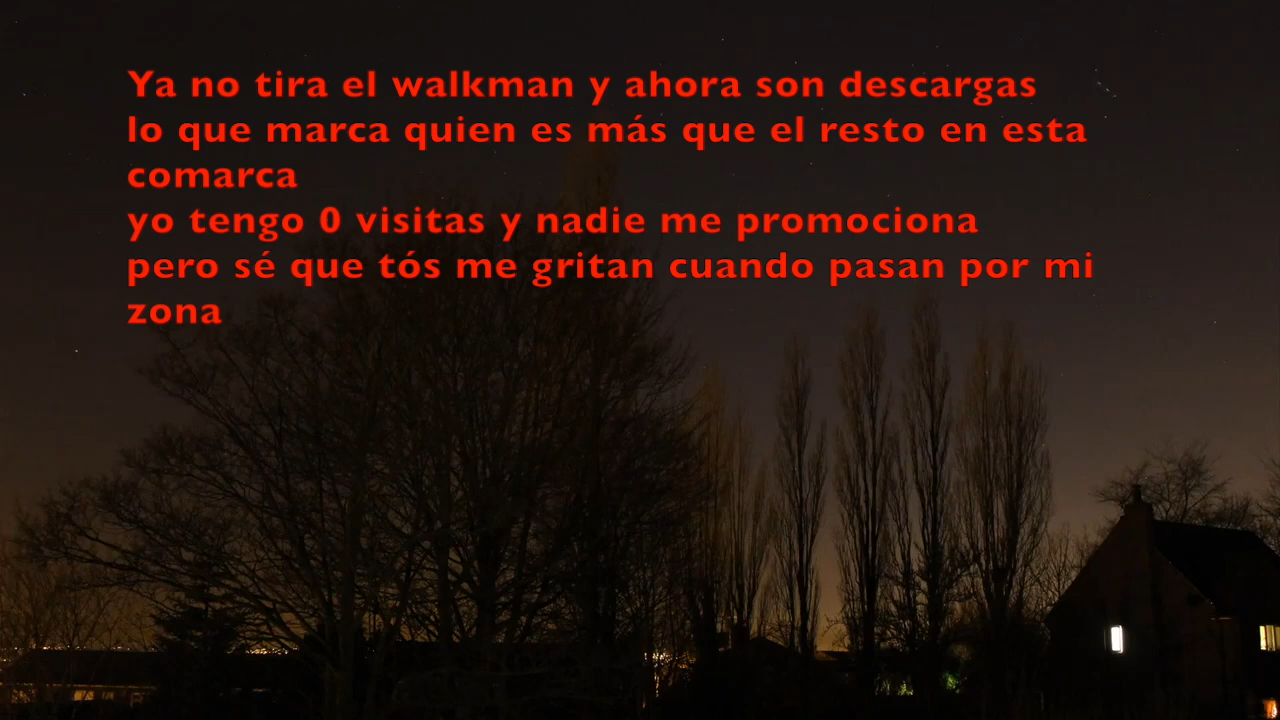 Ya no tira el walkman y ahora son descargas
lo que marca quien es más que el resto en esta
comarca
yo tengo 0 visitas y nadie me promociona
pero sé que tós me gritan cuando pasan por mi
zona